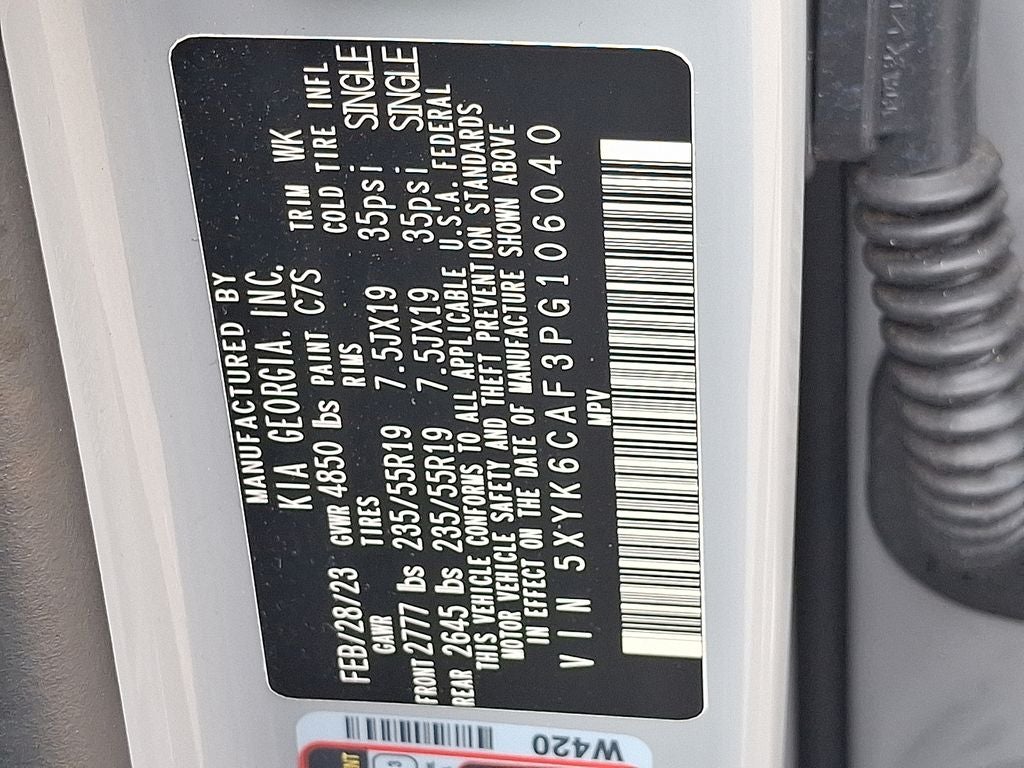 MANUFACTURED BY
KIA GEORGIA. INC.
FEB/28/23 GVWR 4850 lbs PAINT C7S TRIM WK
GAWR TIRES RIMS COLD TIRE INFL
FRONT 2777 lbs 235/55R19 7.5JX19 35psi SINGLE
REAR 2645 lbs 235/55R19 7.5JX19 35psi SINGLE
THIS VEHICLE CONFORMS TO ALL APPLICABLE U.S.A. FEDERAL
MOTOR VEHICLE SAFETY AND THEFT PREVENTION STANDARDS
IN EFFECT ON THE DATE OF MANUFACTURE SHOWN ABOVE
VIN 5XYK6CAF3PG106040
MPV
W420